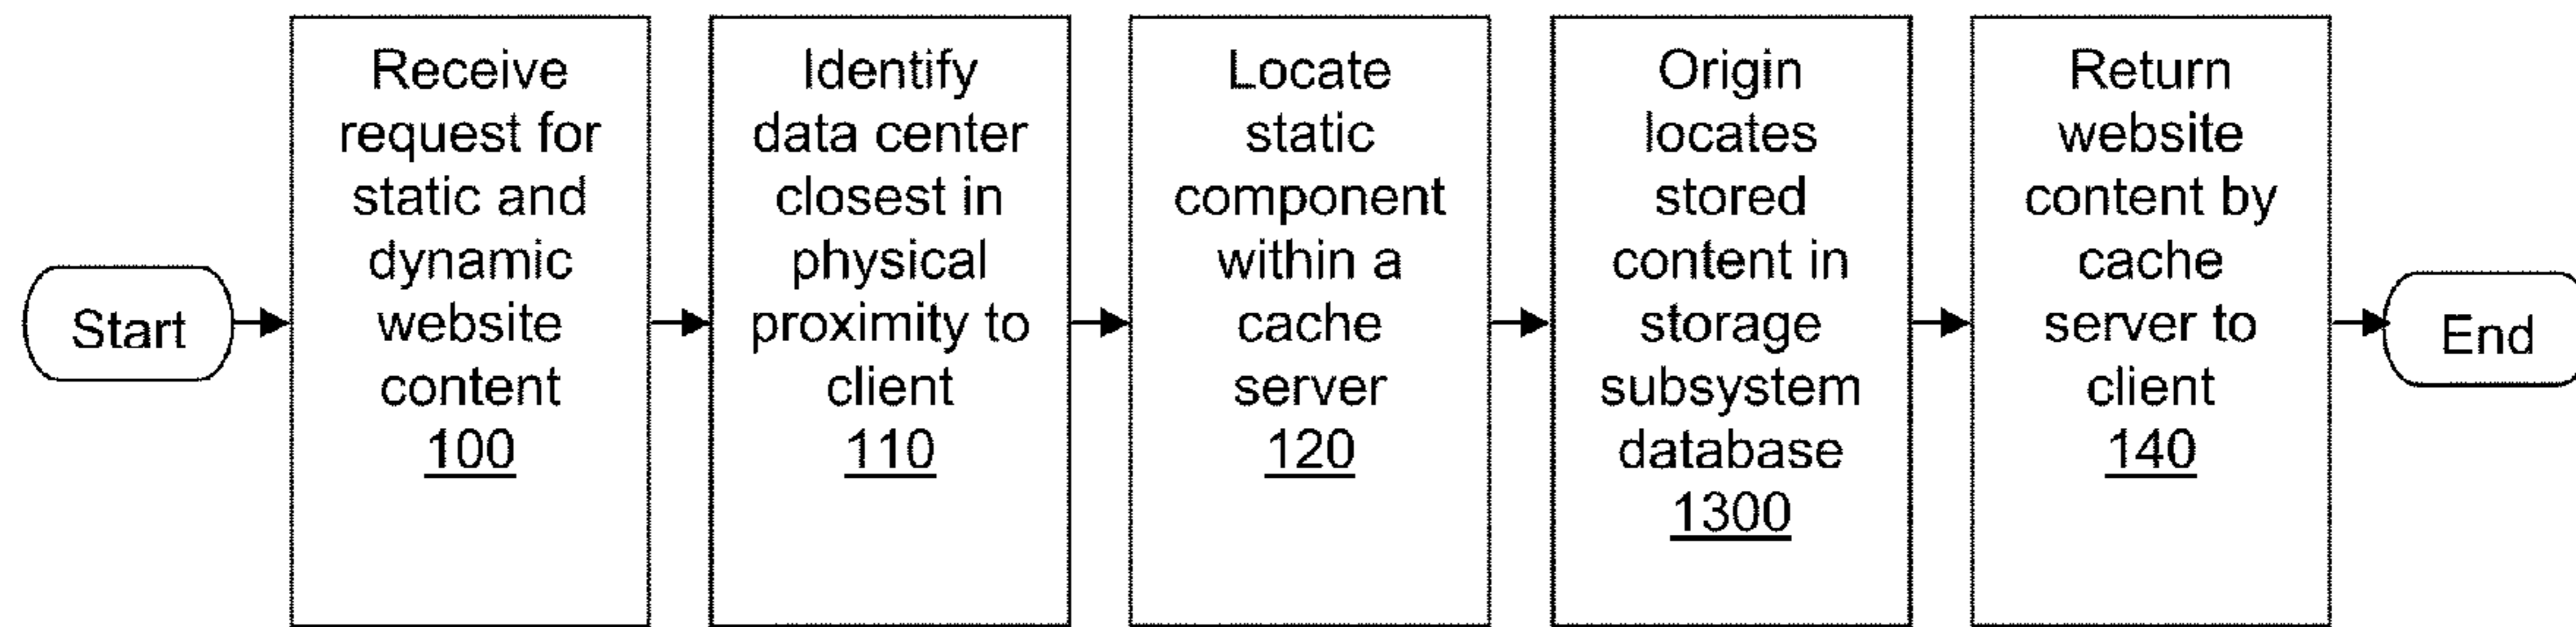 Start
Receive
request for
static and
dynamic
website
content
100
Identify
data center
closest in
physical
proximity to
client
110
Locate
static
component
within a
cache
server
120
Origin
locates
stored
content in
storage
subsystem
database
1300
Return
website
content by
cache
server to
client
140
End